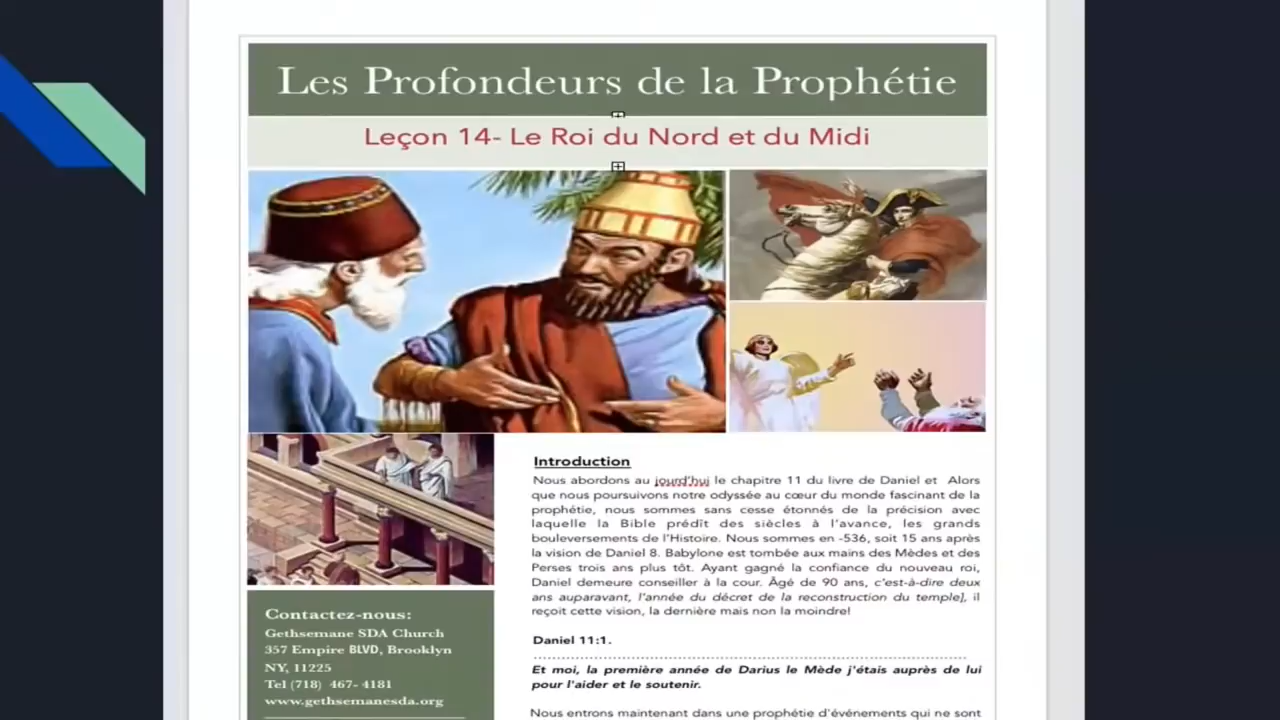 Les Profondeurs de la Prophétie
Leçon 14- Le Roi du Nord et du Midi
Introduction
Nous abordons au jourd'hui le chapitre 11 du livre de Daniel et Alors
que nous poursuivons notre odyssée au cœur du monde fascinant de la
prophétie, nous sommes sans cesse étonnés de la précision avec
laquelle la Bible prédit des siècles à l'avance, les grands
bouleversements de l'Histoire. Nous sommes en -536, soit 15 ans après
la vision de Daniel 8. Babylone est tombée aux mains des Mèdes et des
Perses trois ans plus tôt. Ayant gagné la confiance du nouveau roi,
Daniel demeure conseiller à la cour. Âgé de 90 ans, c'est-à-dire deux
ans auparavant, l'année du décret de la reconstruction du temple], il
reçoit cette vision, la dernière mais non la moindre!
Daniel 11:1.
Et moi, la première année de Darius le Mède j'étais auprès de lui
pour l'aider et le soutenir.
Nous entrons maintenant dans une prophétie d'événements qui ne sont
Contactez-nous:
Gethsemane SDA Church
357 Empire BLVD, Brooklyn
NY, 11225
Tel (718) 467- 4181
www.gethsemanesda.org